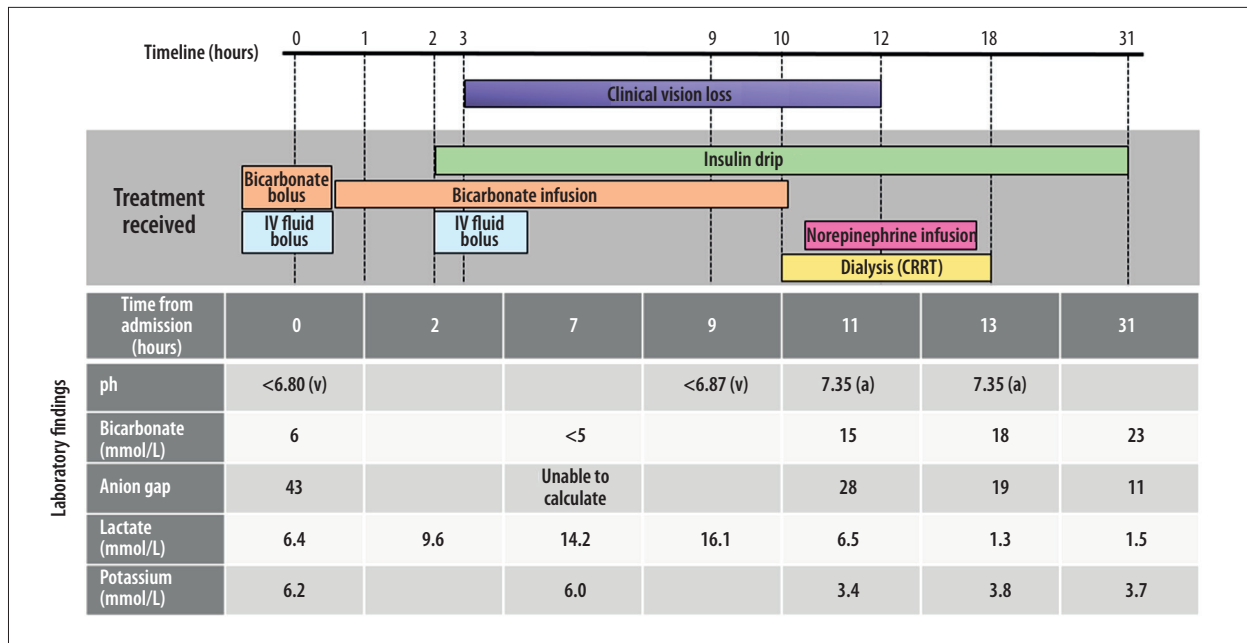 Timeline (hours) 0 1 2 3 9 10 12 18 31
Clinical vision loss
Treatment
received
Insulin drip
Bicarbonate
bolus
Bicarbonate infusion
IV fluid
bolus
IV fluid
bolus
Norepinephrine infusion
Dialysis (CRRT)
Laboratory findings
Time from
admission
(hours)
0 2 7 9 11 13 31
ph <6.80 (v) <6.87 (v) 7.35 (a) 7.35 (a)
Bicarbonate
(mmol/L)
6 <5 15 18 23
Anion gap 43 Unable to
calculate
28 19 11
Lactate
(mmol/L)
6.4 9.6 14.2 16.1 6.5 1.3 1.5
Potassium
(mmol/L)
6.2 6.0 3.4 3.8 3.7